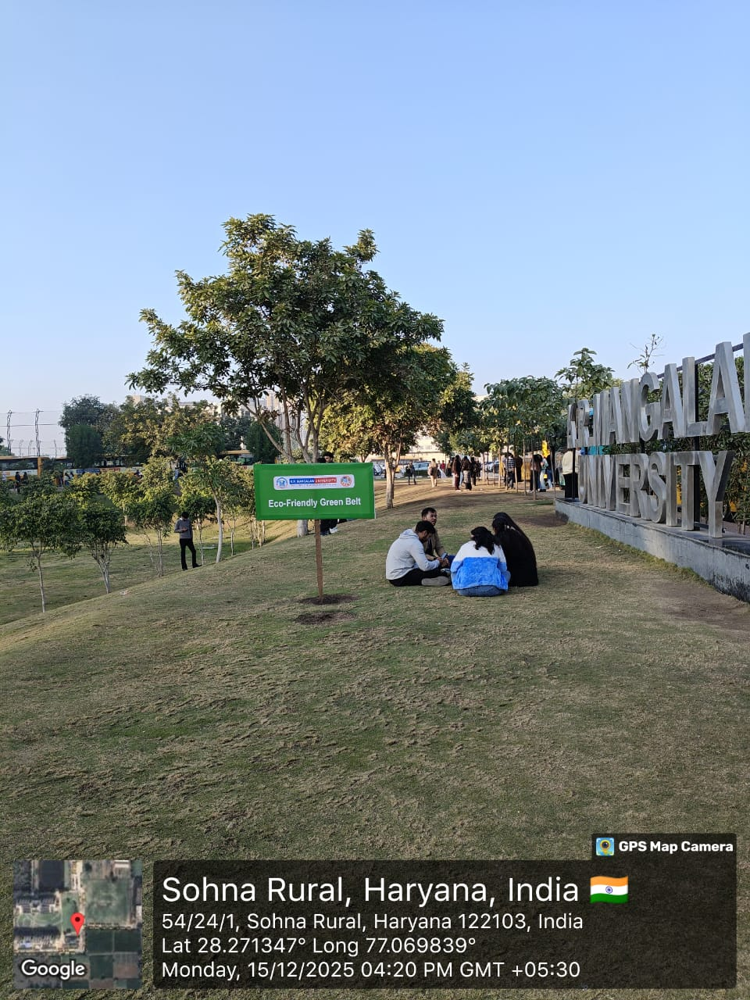 K.R. MANGALAM UNIVERSITY
Eco-Friendly Green Belt
K.R. MANGALAM
UNIVERSITY
GPS Map Camera
Sohna Rural, Haryana, India
54/24/1, Sohna Rural, Haryana 122103, India
Lat 28.271347° Long 77.069839°
Monday, 15/12/2025 04:20 PM GMT +05:30
Google